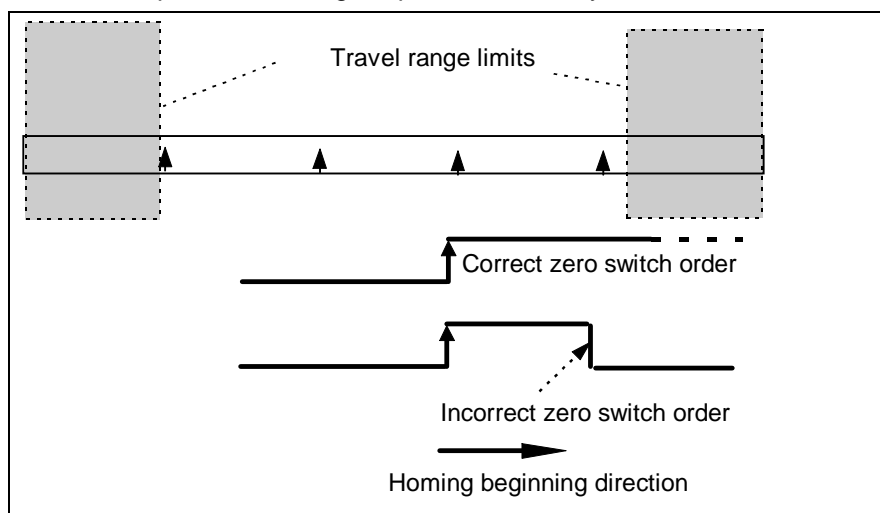 Travel range limits
Correct zero switch order
Incorrect zero switch order
Homing beginning direction